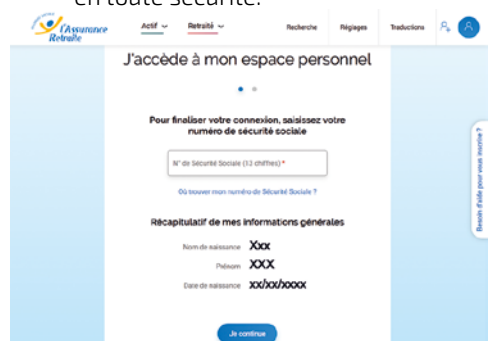 en toute sécurité.
l'Assurance
Retraite
Actif
Retraité
Recherche
Réglages
Traductions
J'accède à mon espace personnel
Pour finaliser votre connexion, saisissez votre
numéro de sécurité sociale
N° de Sécurité Sociale (13 chiffres) *
Où trouver mon numéro de Sécurité Sociale ?
Récapitulatif de mes informations générales
Nom de naissance Xxx
Prénom XXX
Date de naissance xx/xx/xxxx
Je continue
Besoin d'aide pour vous inscrire ?